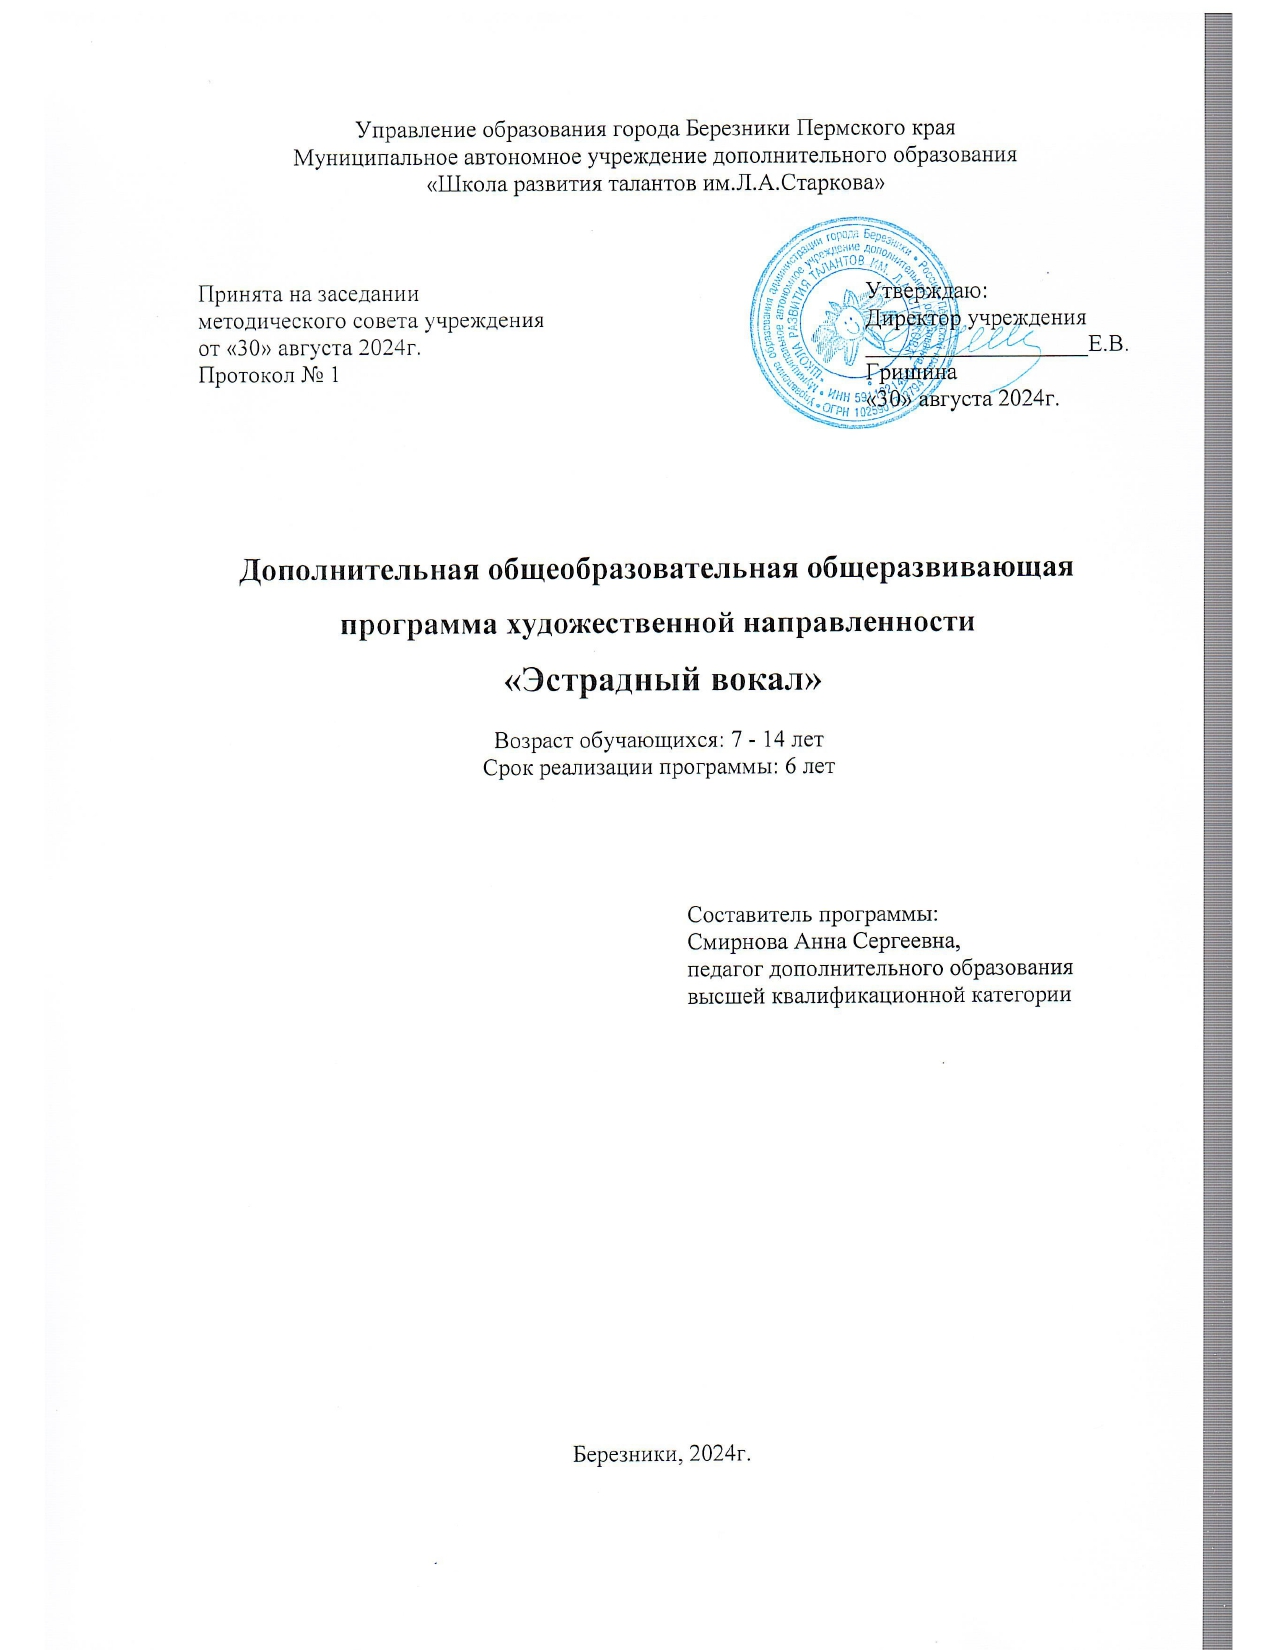 Управление образования города Березники Пермского края
Муниципальное автономное учреждение дополнительного образования
«Школа развития талантов им.Л.А.Старкова»
Принята на заседании
методического совета учреждения
от «30» августа 2024г.
Протокол № 1
Утверждаю:
Директор учреждения
__________________Е.В.
Гришина
«30» августа 2024г.
Дополнительная общеобразовательная общеразвивающая
программа художественной направленности
«Эстрадный вокал»
Возраст обучающихся: 7 - 14 лет
Срок реализации программы: 6 лет
Составитель программы:
Смирнова Анна Сергеевна,
педагог дополнительного образования
высшей квалификационной категории
Березники, 2024г.